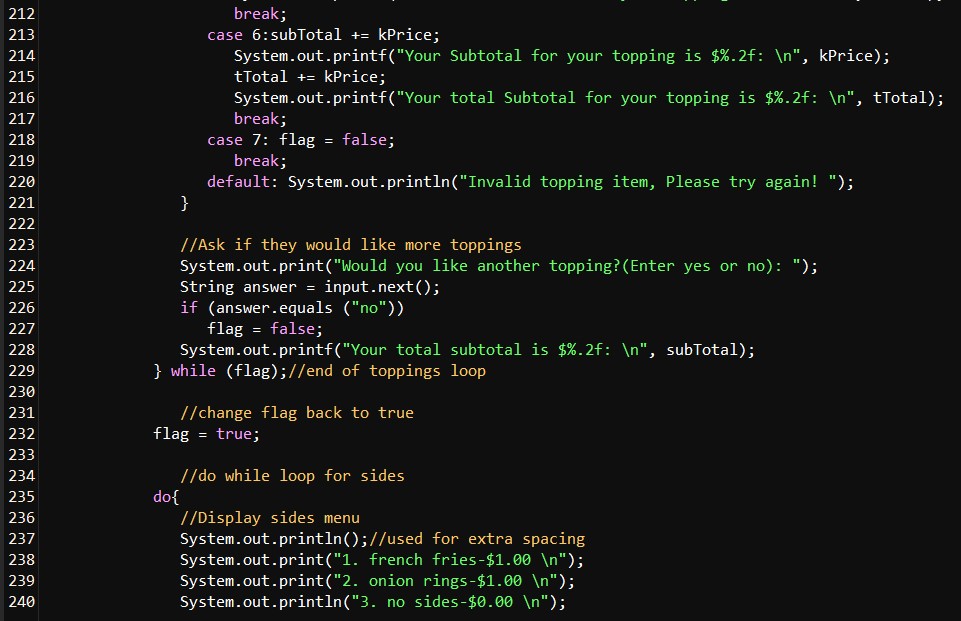 212 break;
213 case 6:subTotal += kPrice;
214 System.out.printf("Your Subtotal for your topping is $%.2f: \n", kPrice);
215 tTotal += kPrice;
216 System.out.printf("Your total Subtotal for your topping is $%.2f: \n", tTotal);
217 break;
218 case 7: flag = false;
219 break;
220 default: System.out.println("Invalid topping item, Please try again! ");
221 }
222
223 //Ask if they would like more toppings
224 System.out.print("Would you like another topping?(Enter yes or no): ");
225 String answer = input.next();
226 if (answer.equals ("no"))
227 flag = false;
228 System.out.printf("Your total subtotal is $%.2f: \n", subTotal);
229 } while (flag);//end of toppings loop
230
231 //change flag back to true
232 flag = true;
233
234 //do while loop for sides
235 do{
236 //Display sides menu
237 System.out.println();//used for extra spacing
238 System.out.print("1. french fries-$1.00 \n");
239 System.out.print("2. onion rings-$1.00 \n");
240 System.out.println("3. no sides-$0.00 \n");